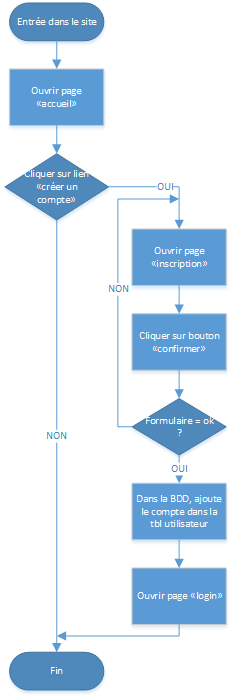 Entrée dans le site
Ouvrir page
«accueil»
Cliquer sur lien
«créer un
compte»
OUI
Ouvrir page
«inscription»
NON
Cliquer sur bouton
«confirmer»
Formulaire = ok
?
NON
OUI
Dans la BDD, ajoute
le compte dans la
tbl utilisateur
Ouvrir page «login»
Fin